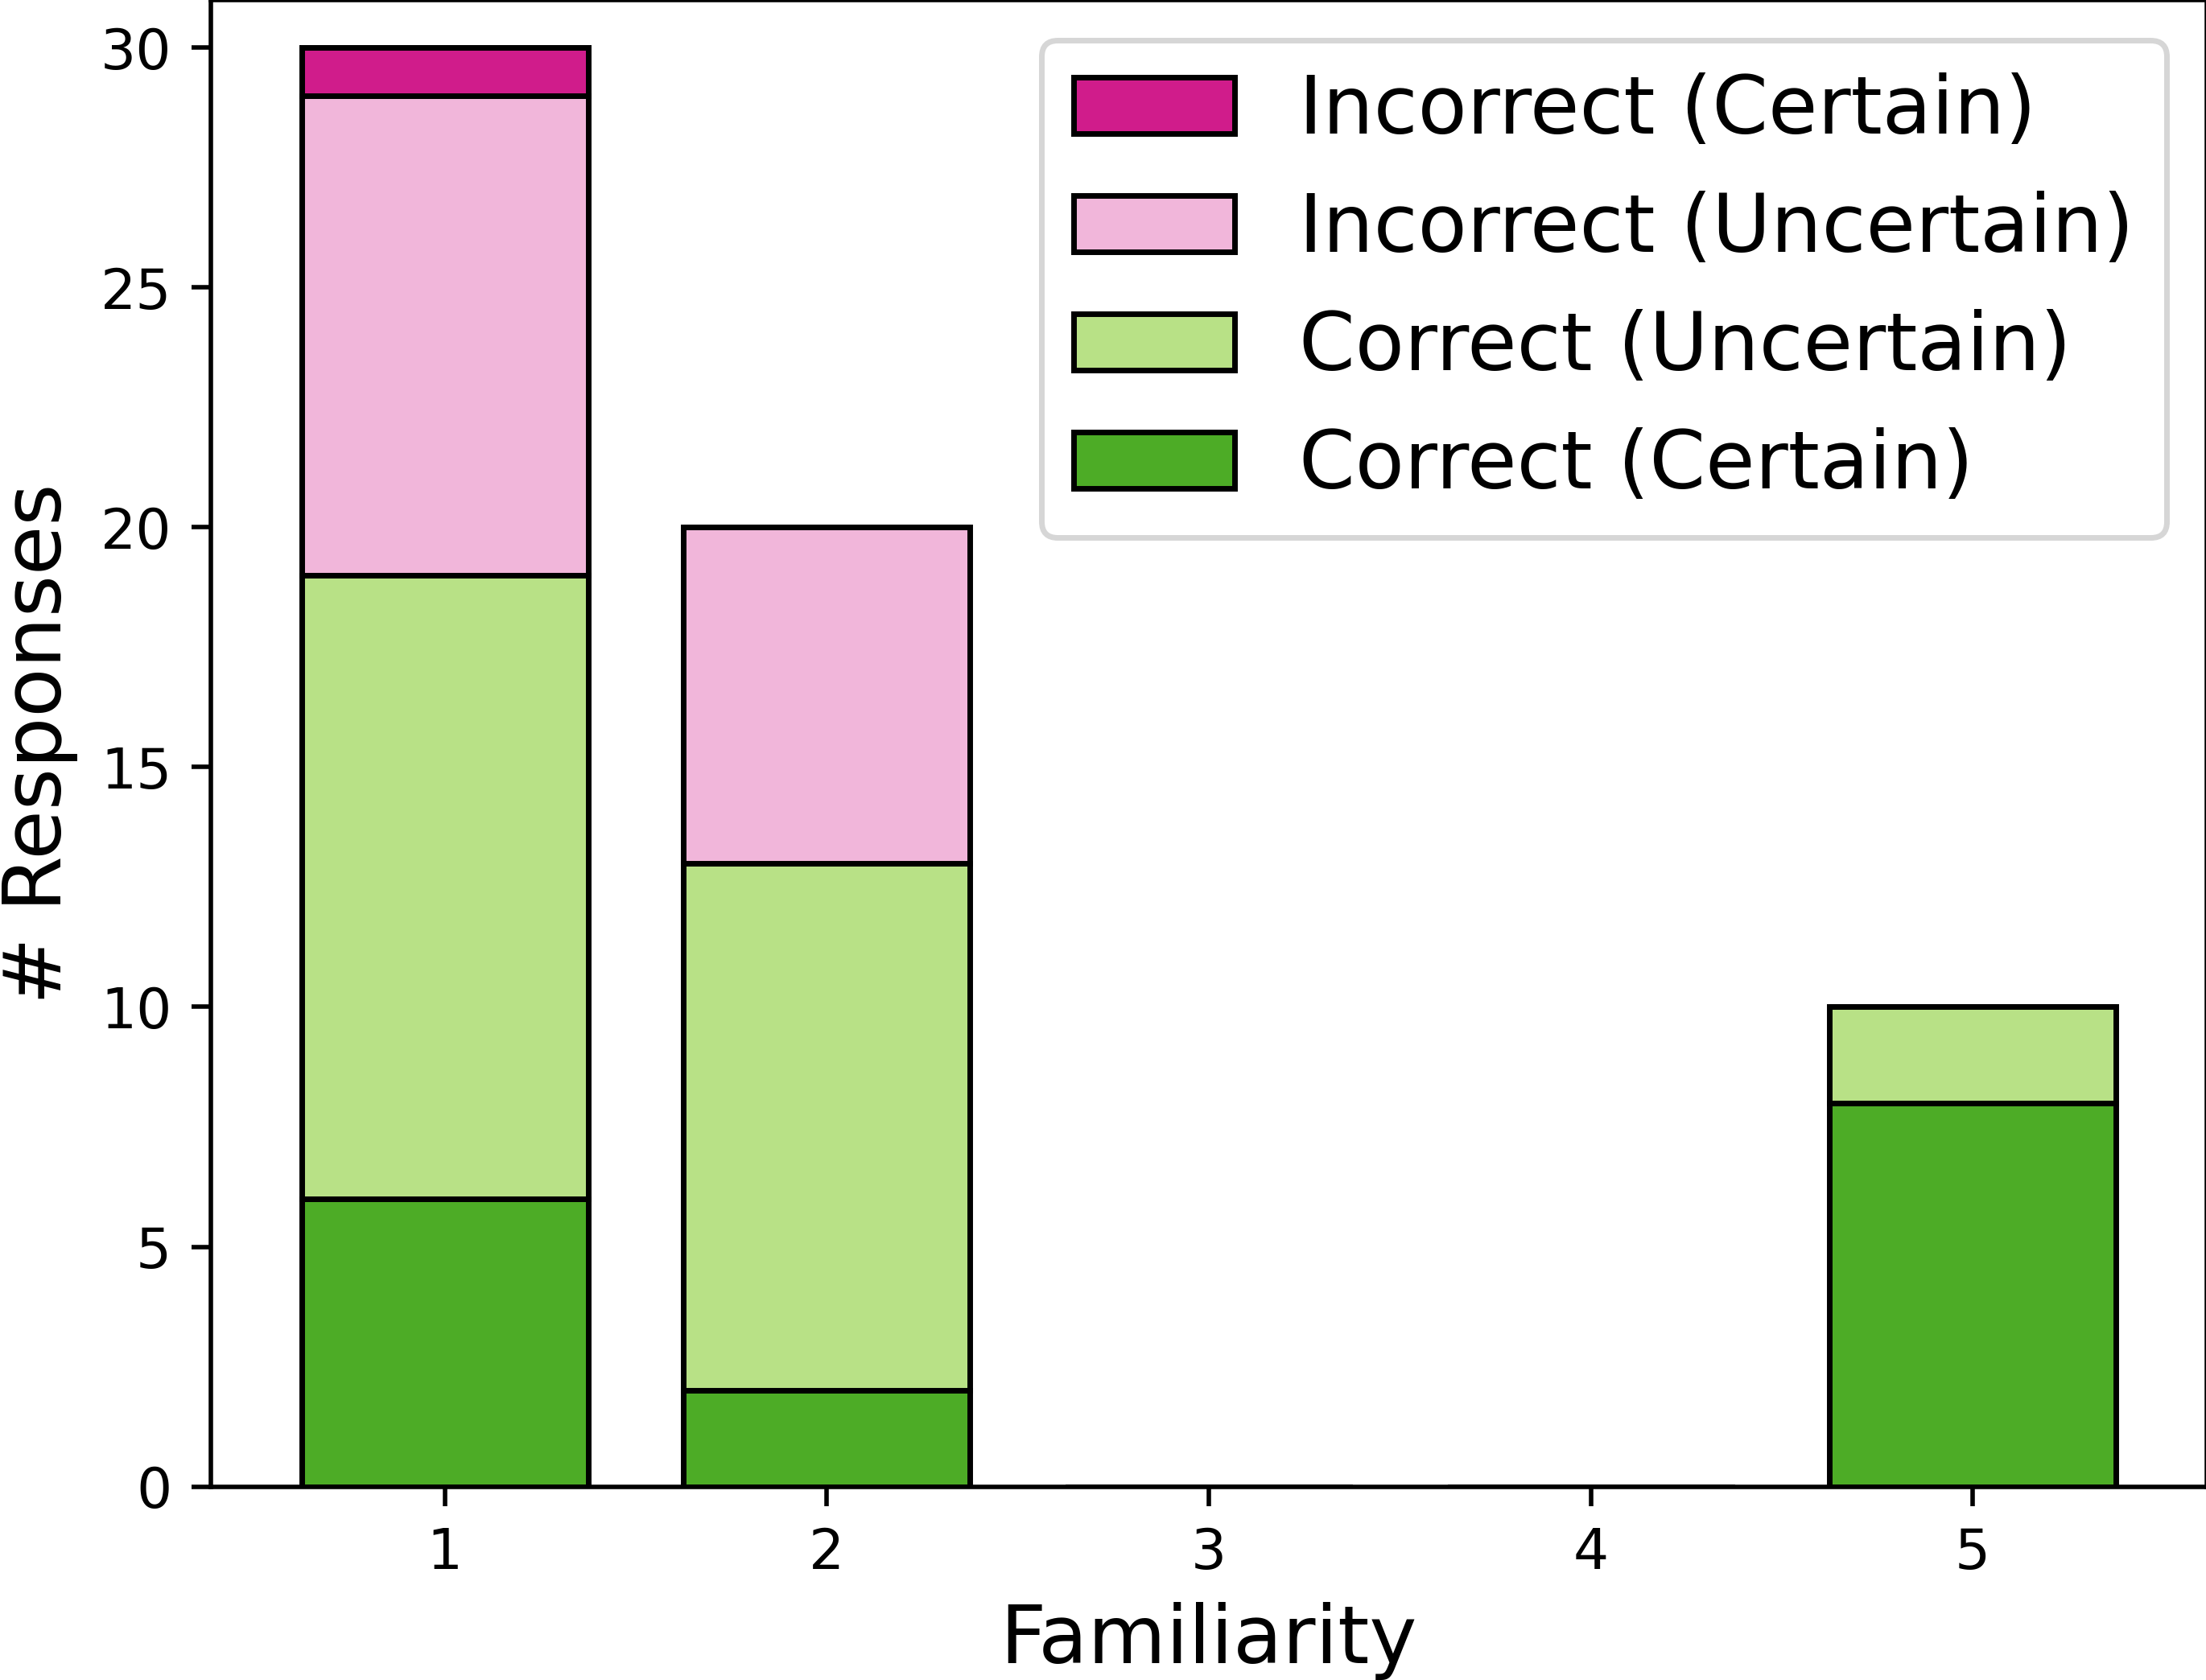 30
25
20
15
10
5
0
# Responses
Incorrect (Certain)
Incorrect (Uncertain)
Correct (Uncertain)
Correct (Certain)
1 2 3 4 5
Familiarity